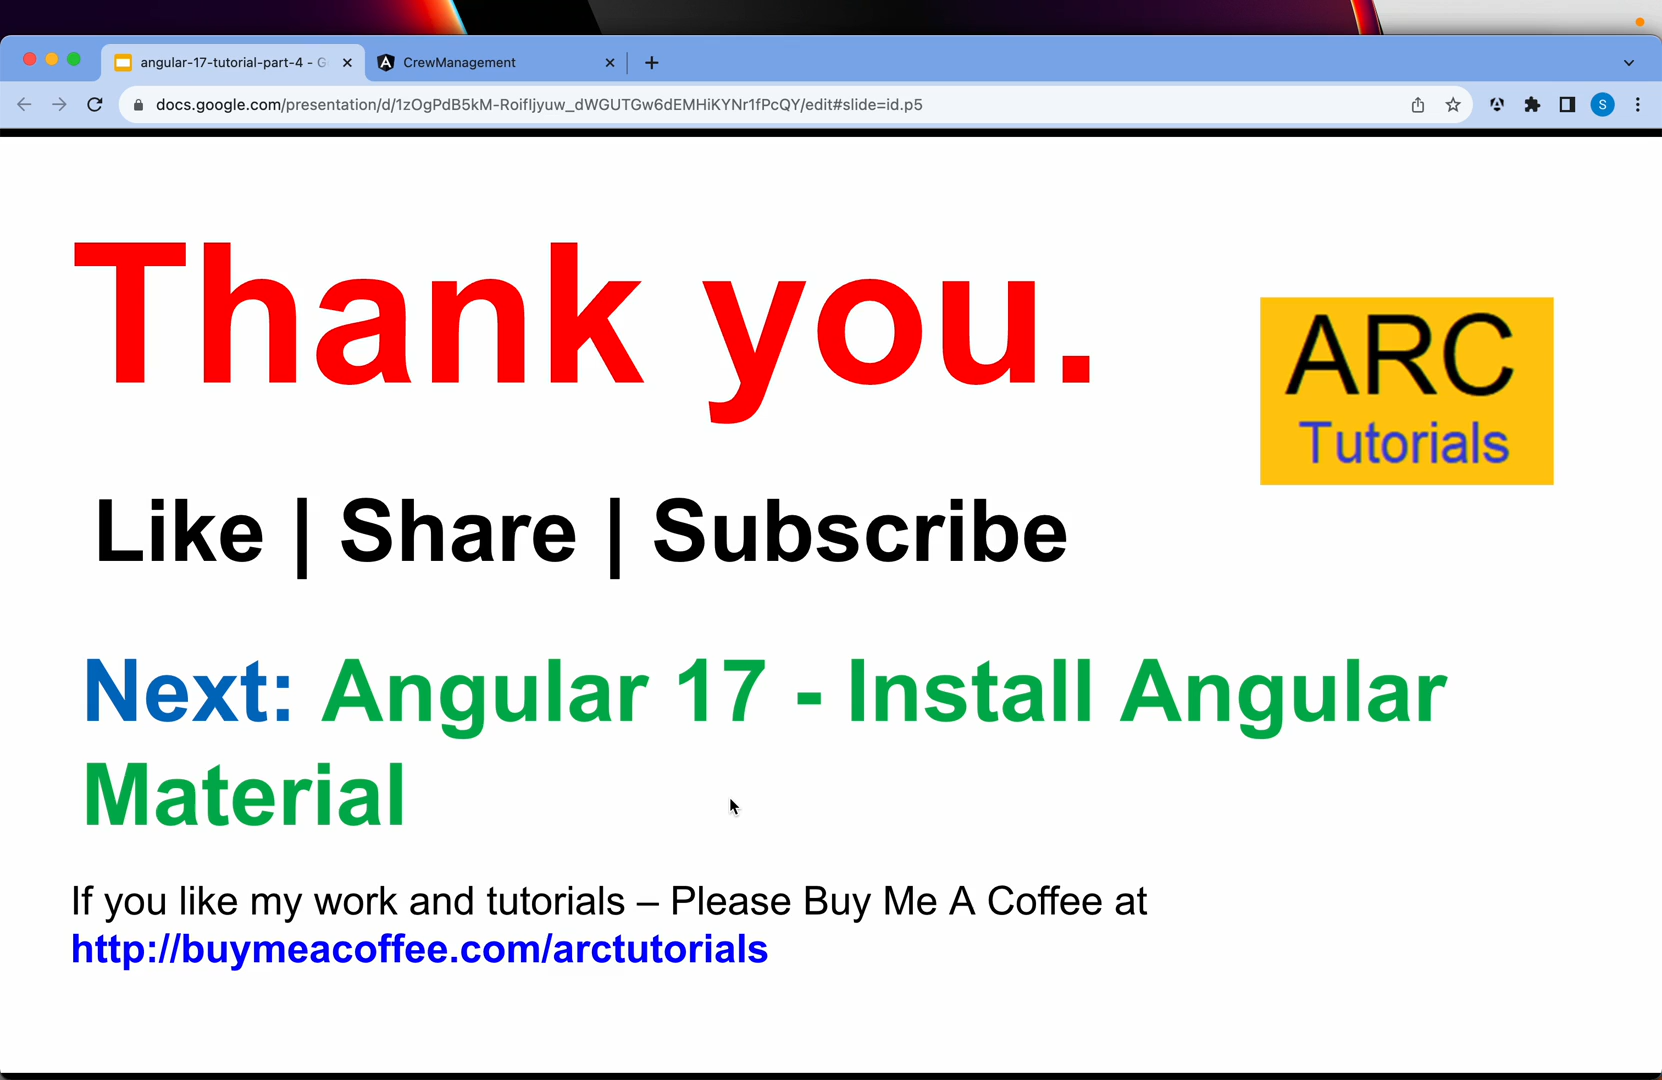 angular-17-tutorial-part-4 - G
CrewManagement
docs.google.com/presentation/d/1zOgPdB5kM-RoifIjyuw_dWGUTGw6dEMHiKYNr1fPcQY/edit#slide=id.p5
S
Thank you.
ARC
Tutorials
Like | Share | Subscribe
Next: Angular 17 - Install Angular
Material
If you like my work and tutorials – Please Buy Me A Coffee at
http://buymeacoffee.com/arctutorials